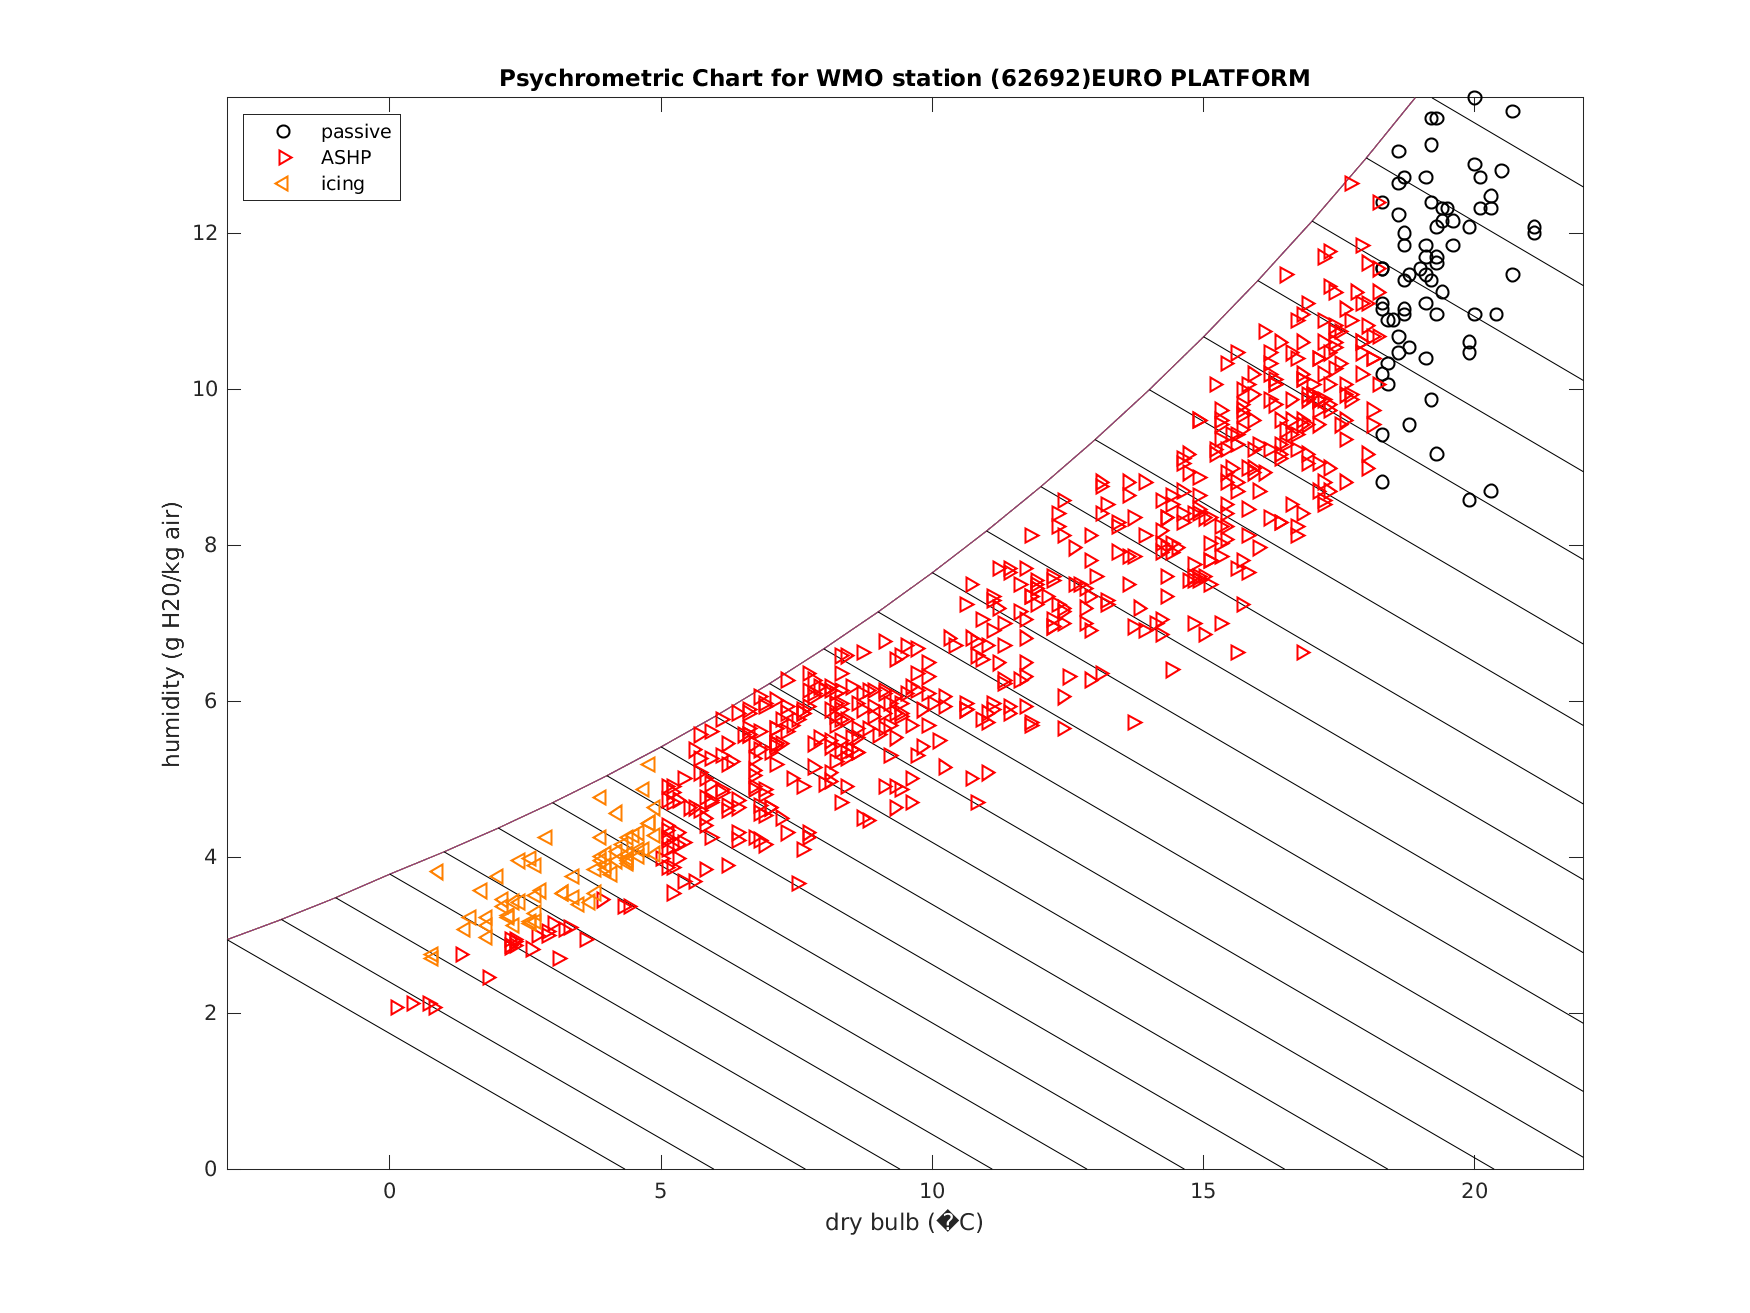 Psychrometric Chart for WMO station (62692)EURO PLATFORM
passive
ASHP
icing
humidity (g H20/kg air)
12
10
8
6
4
2
0
0 5 10 15 20
dry bulb (�C)